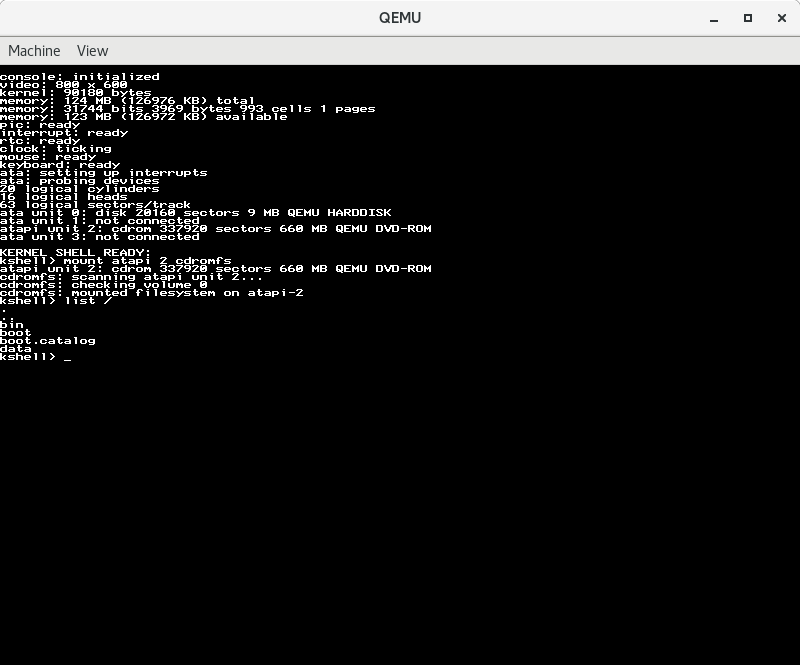 QEMU
Machine View
console: initialized
video: 800 x 600
kernel: 90180 bytes
memory: 124 MB (126976 KB) total
memory: 31744 bits 3969 bytes 993 cells 1 pages
memory: 123 MB (126972 KB) available
pic: ready
interrupt: ready
rtc: ready
clock: ticking
mouse: ready
keyboard: ready
ata: setting up interrupts
ata: probing devices
20 logical cylinders
16 logical heads
63 logical sectors/track
ata unit 0: disk 20160 sectors 9 MB QEMU HARDDISK
ata unit 1: not connected
atapi unit 2: cdrom 337920 sectors 660 MB QEMU DVD-ROM
ata unit 3: not connected
KERNEL SHELL READY:
kshell> mount atapi 2 cdromfs
atapi unit 2: cdrom 337920 sectors 660 MB QEMU DVD-ROM
cdromfs: scanning atapi unit 2...
cdromfs: checking volume 0
cdromfs: mounted filesystem on atapi-2
kshell> list /
.
..
bin
boot
boot.catalog
data
kshell> _